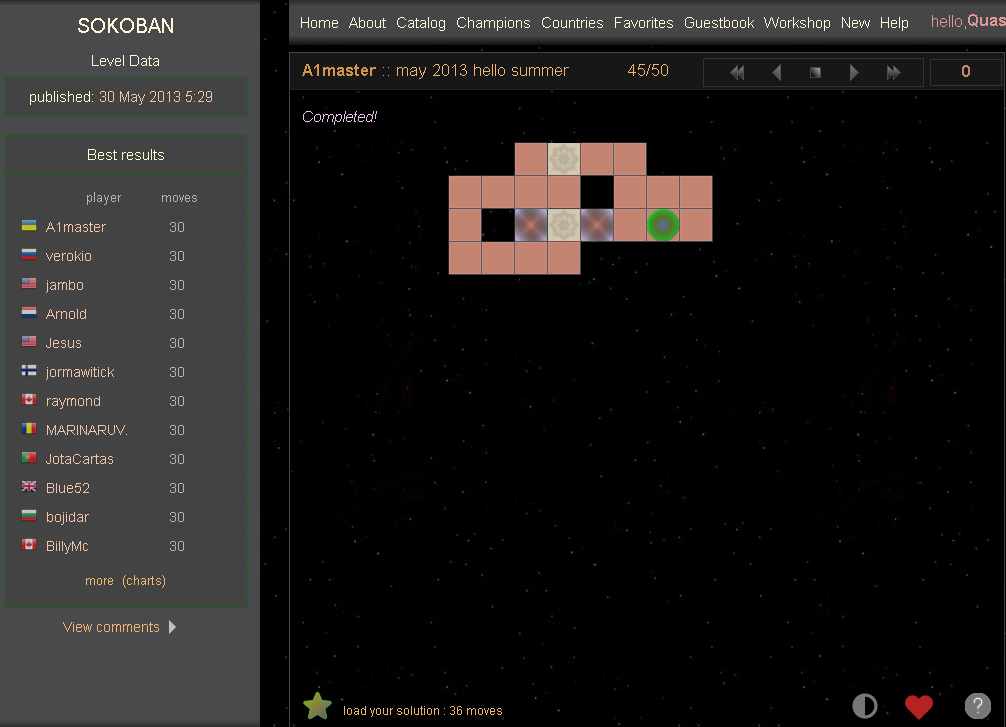 SOKOBAN
Level Data
published: 30 May 2013 5:29
Best results
player moves
A1master 30
verokio 30
jambo 30
Arnold 30
Jesus 30
jormawitick 30
raymond 30
MARINARUV. 30
JotaCartas 30
Blue52 30
bojidar 30
BillyMc 30
more (charts)
View comments
Home About Catalog Champions Countries Favorites Guestbook Workshop New Help hello,Quas
A1master :: may 2013 hello summer 45/50 0
Completed!
load your solution : 36 moves
?